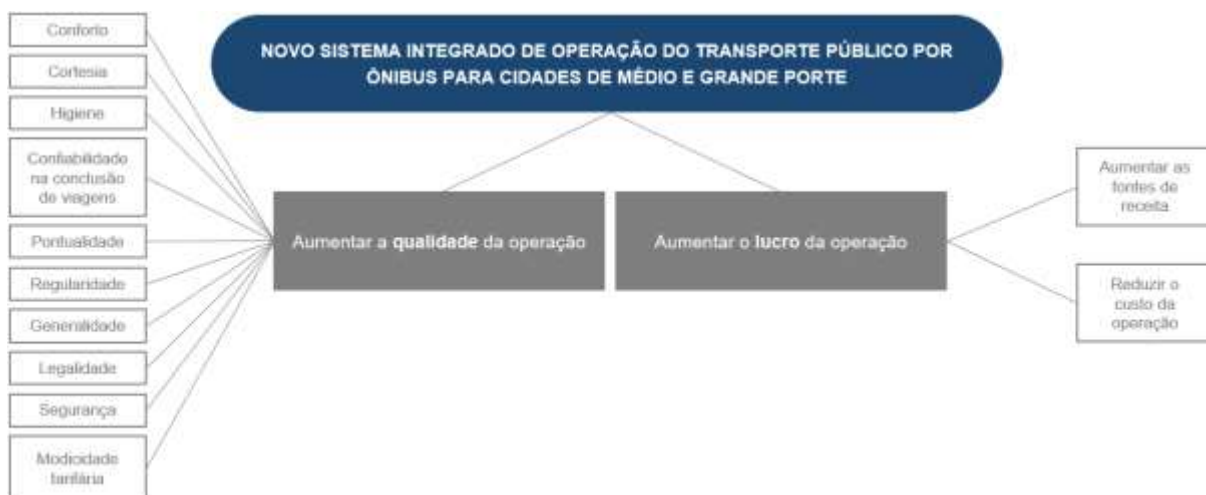 Conforto
Cortesia
Higiene
Confiabilidade
na conclusão
de viagens
Pontualidade
Regularidade
Generalidade
Legalidade
Segurança
Modicidade
tarifária
NOVO SISTEMA INTEGRADO DE OPERAÇÃO DO TRANSPORTE PÚBLICO POR
ÔNIBUS PARA CIDADES DE MÉDIO E GRANDE PORTE
Aumentar a qualidade da operação
Aumentar o lucro da operação
Aumentar as
fontes de
receita
Reduzir o
custo da
operação